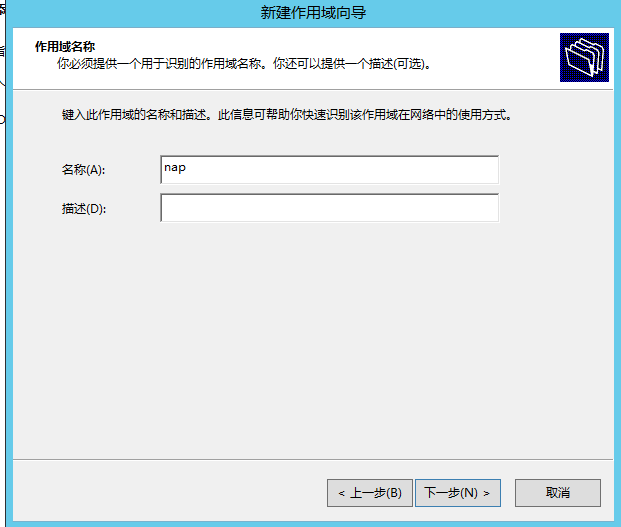 新建作用域向导
作用域名称
你必须提供一个用于识别的作用域名称。你还可以提供一个描述(可选)。
键入此作用域的名称和描述。此信息可帮助你快速识别该作用域在网络中的使用方式。
名称(A):
nap
描述(D):
< 上一步(B)
下一步(N) >
取消